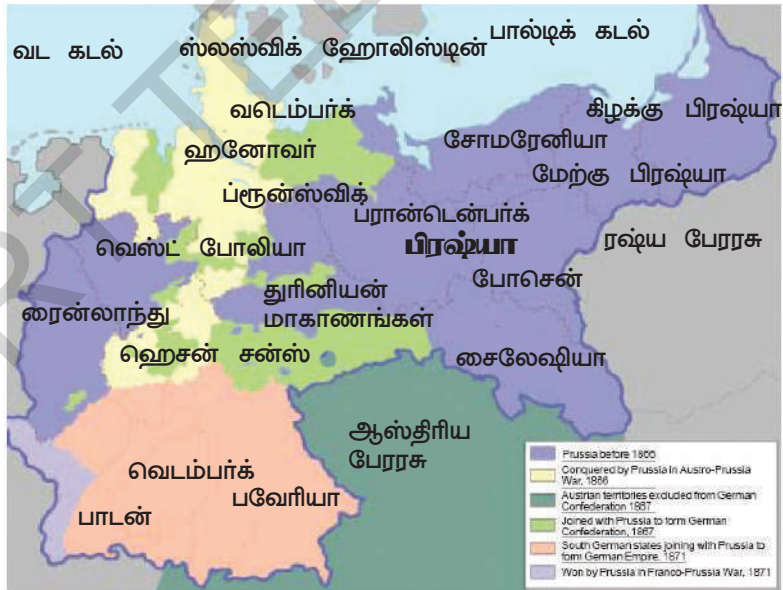 வட கடல்
ஸ்லஸ்விக் ஹோலிஸ்டின்
பால்டிக் கடல்
வடெம்பர்க்
கிழக்கு பிரஷ்யா
ஹனோவர்
சோமரேனியா
மேற்கு பிரஷ்யா
ப்ரூன்ஸ்விக்
பரான்டென்பர்க்
வெஸ்ட் போலியா
பிரஷ்யா
ரஷ்ய பேரரசு
துரினியன்
மாகாணங்கள்
போசென்
ரைன்லாந்து
ஹெசன் சன்ஸ்
சைலேஷியா
ஆஸ்திரிய
பேரரசு
வெடம்பர்க்
பவேரியா
பாடன்
Prussia before 1866
Conquered by Prussia in Austro-Prussia
War, 1866
Austrian territories excluded from German
Confederation 1867
Joined with Prussia to form German
Confederation, 1867
South German states joining with Prussia to
form German Empire, 1871
Won by Prussia in Franco-Prussia War, 1871